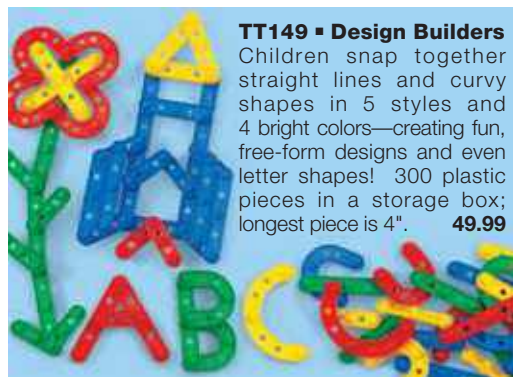 TT149 ▪ Design Builders
Children snap together
straight lines and curvy
shapes in 5 styles and
4 bright colors—creating fun,
free-form designs and even
letter shapes! 300 plastic
pieces in a storage box;
longest piece is 4". 49.99
ABC